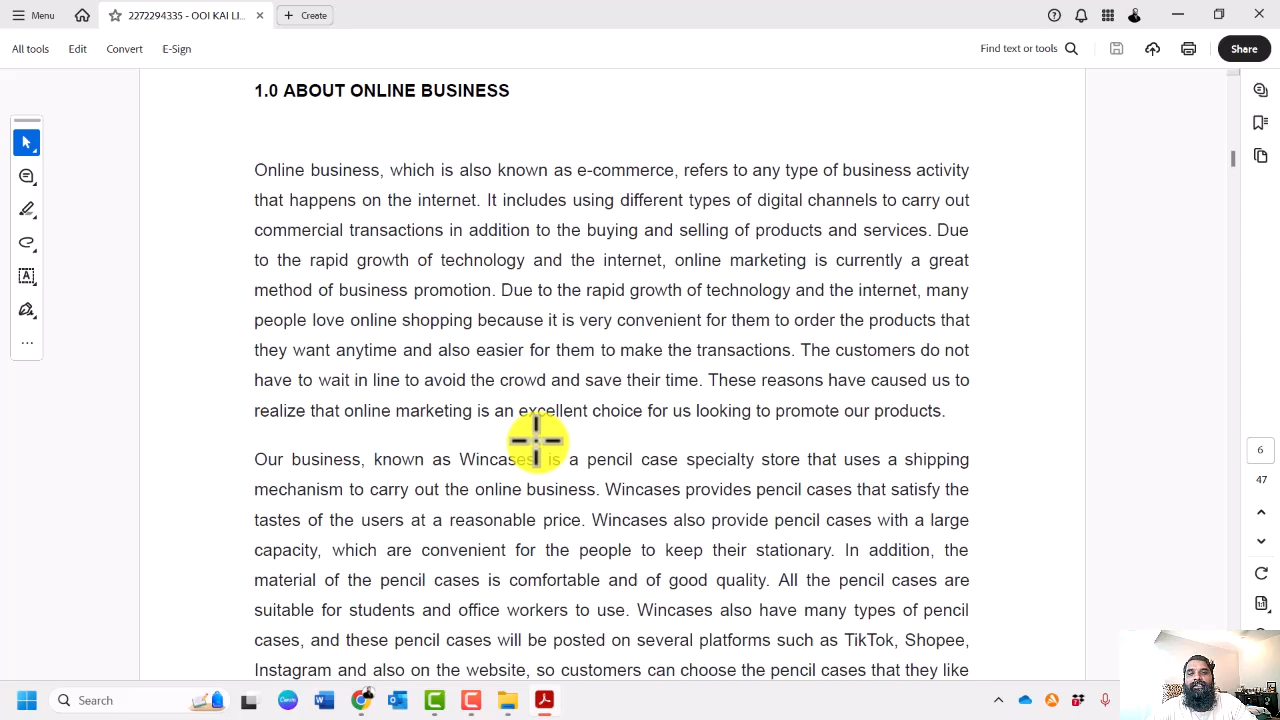 Menu
2272294335 - OOI KAI LI...
Create
All tools
Edit
Convert
E-Sign
Find text or tools
Share
1.0 ABOUT ONLINE BUSINESS
Online business, which is also known as e-commerce, refers to any type of business activity
that happens on the internet. It includes using different types of digital channels to carry out
commercial transactions in addition to the buying and selling of products and services. Due
to the rapid growth of technology and the internet, online marketing is currently a great
method of business promotion. Due to the rapid growth of technology and the internet, many
people love online shopping because it is very convenient for them to order the products that
they want anytime and also easier for them to make the transactions. The customers do not
have to wait in line to avoid the crowd and save their time. These reasons have caused us to
realize that online marketing is an excellent choice for us looking to promote our products.
Our business, known as Wincases, is a pencil case specialty store that uses a shipping
mechanism to carry out the online business. Wincases provides pencil cases that satisfy the
tastes of the users at a reasonable price. Wincases also provide pencil cases with a large
capacity, which are convenient for the people to keep their stationary. In addition, the
material of the pencil cases is comfortable and of good quality. All the pencil cases are
suitable for students and office workers to use. Wincases also have many types of pencil
cases, and these pencil cases will be posted on several platforms such as TikTok, Shopee,
Instagram and also on the website, so customers can choose the pencil cases that they like
6
47
Search